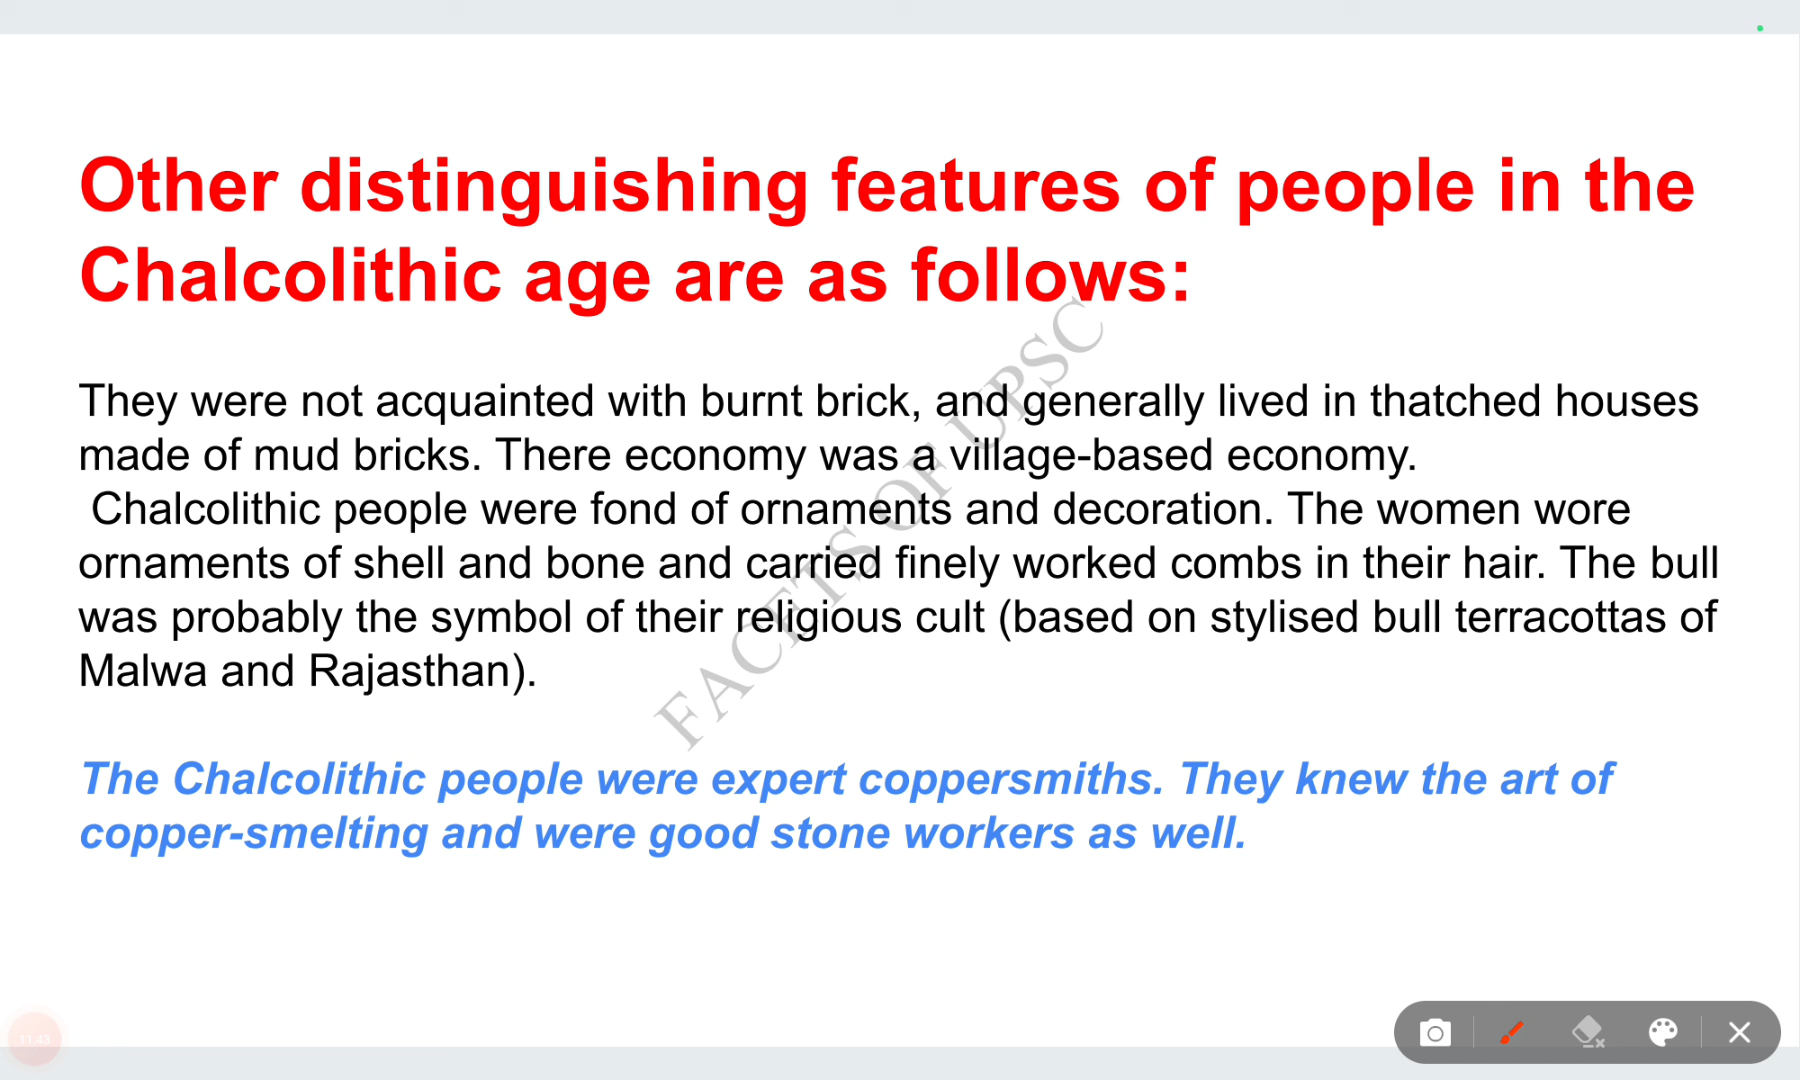 Other distinguishing features of people in the
Chalcolithic age are as follows:
They were not acquainted with burnt brick, and generally lived in thatched houses
made of mud bricks. There economy was a village-based economy.
Chalcolithic people were fond of ornaments and decoration. The women wore
ornaments of shell and bone and carried finely worked combs in their hair. The bull
was probably the symbol of their religious cult (based on stylised bull terracottas of
Malwa and Rajasthan).
The Chalcolithic people were expert coppersmiths. They knew the art of
copper-smelting and were good stone workers as well.
FACETS OF UPSC
11:43